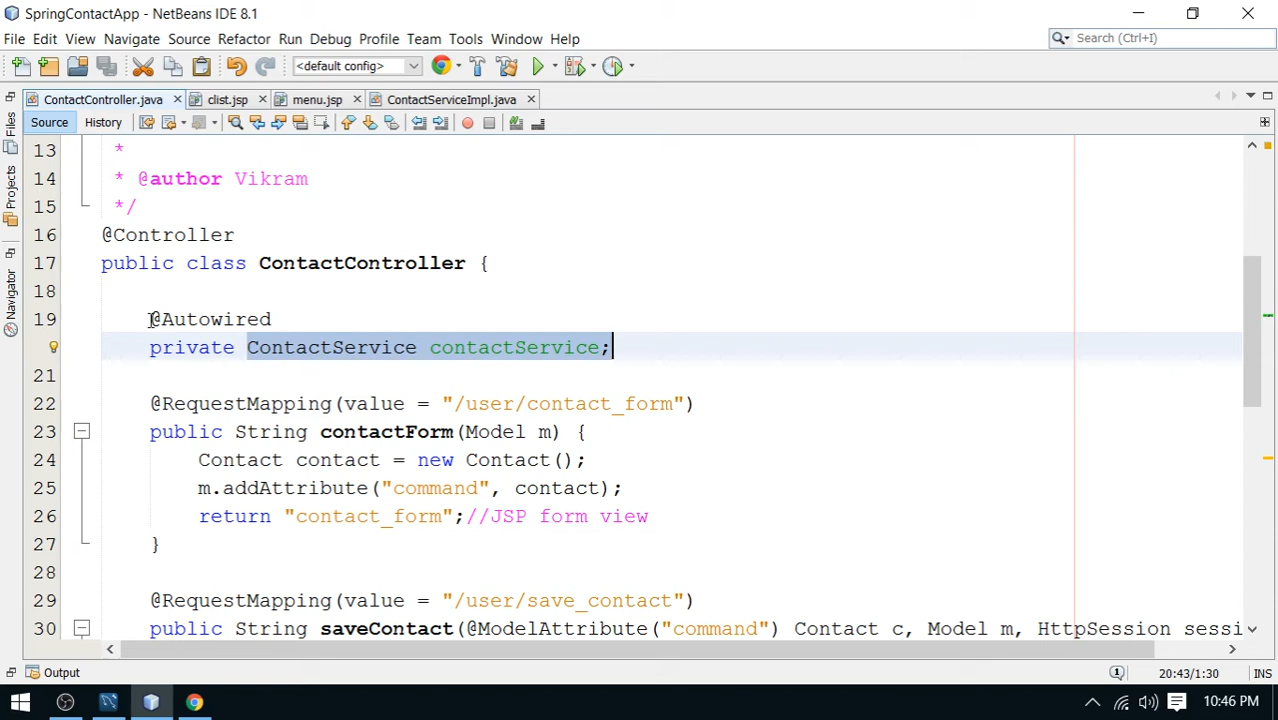 SpringContactApp - NetBeans IDE 8.1
File Edit View Navigate Source Refactor Run Debug Profile Team Tools Window Help
Search (Ctrl+I)
<default config>
ContactController.java clist.jsp menu.jsp ContactServiceImpl.java
Source History
Files
Projects
Navigator
13 *
14 * @author Vikram
15 */
16 @Controller
17 public class ContactController {
18
19 @Autowired
private ContactService contactService;
21
22 @RequestMapping(value = "/user/contact_form")
23 public String contactForm(Model m) {
24 Contact contact = new Contact();
25 m.addAttribute("command", contact);
26 return "contact_form";//JSP form view
27 }
28
29 @RequestMapping(value = "/user/save_contact")
30 public String saveContact(@ModelAttribute("command") Contact c, Model m, HttpSession sessi
Output
20:43/1:30 INS
10:46 PM